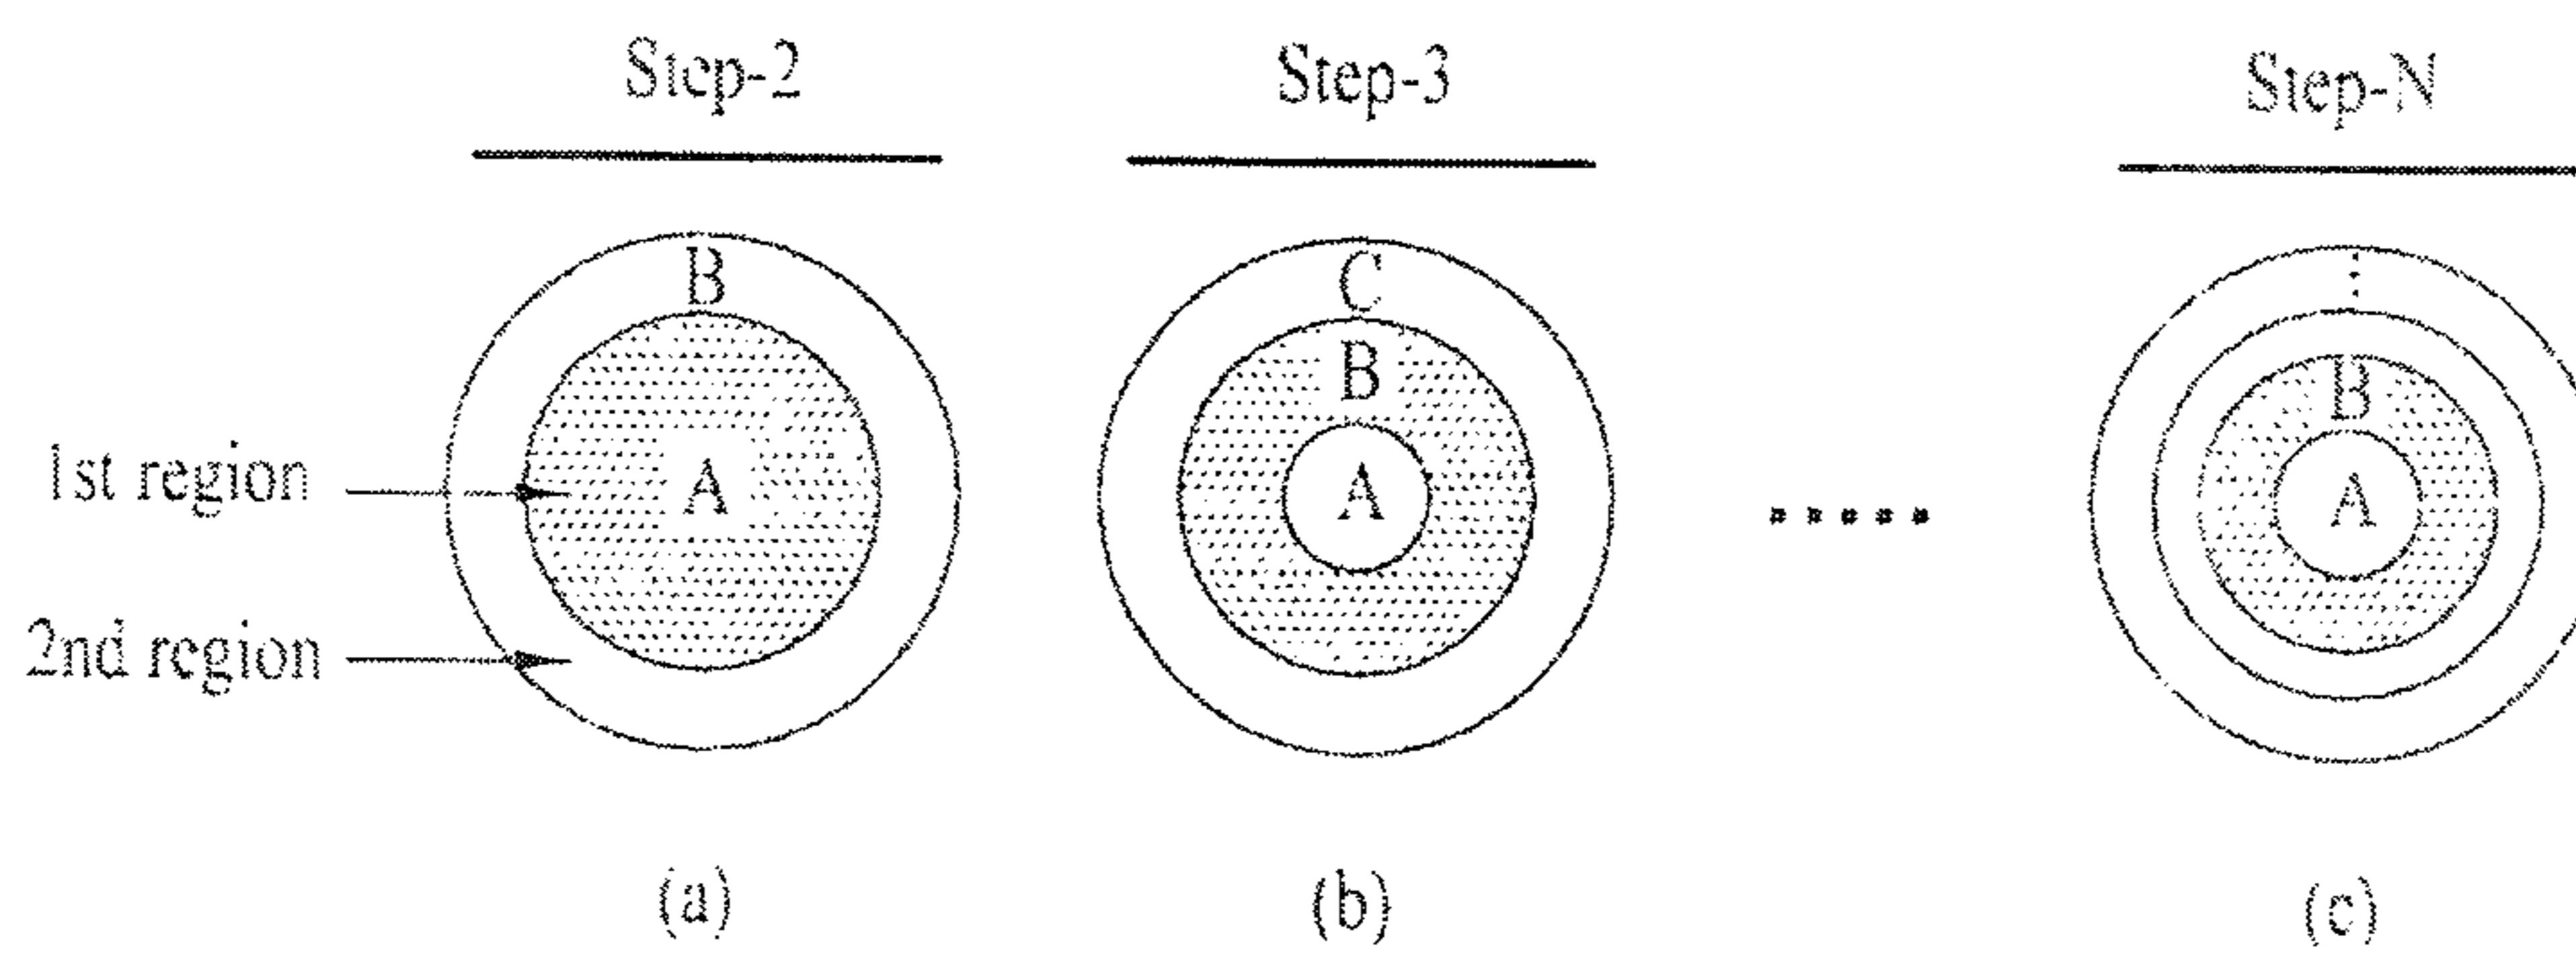 Step-2 Step-3 Step-N
B C
B B
1st region A A A
2nd region
(a) (b) (c)